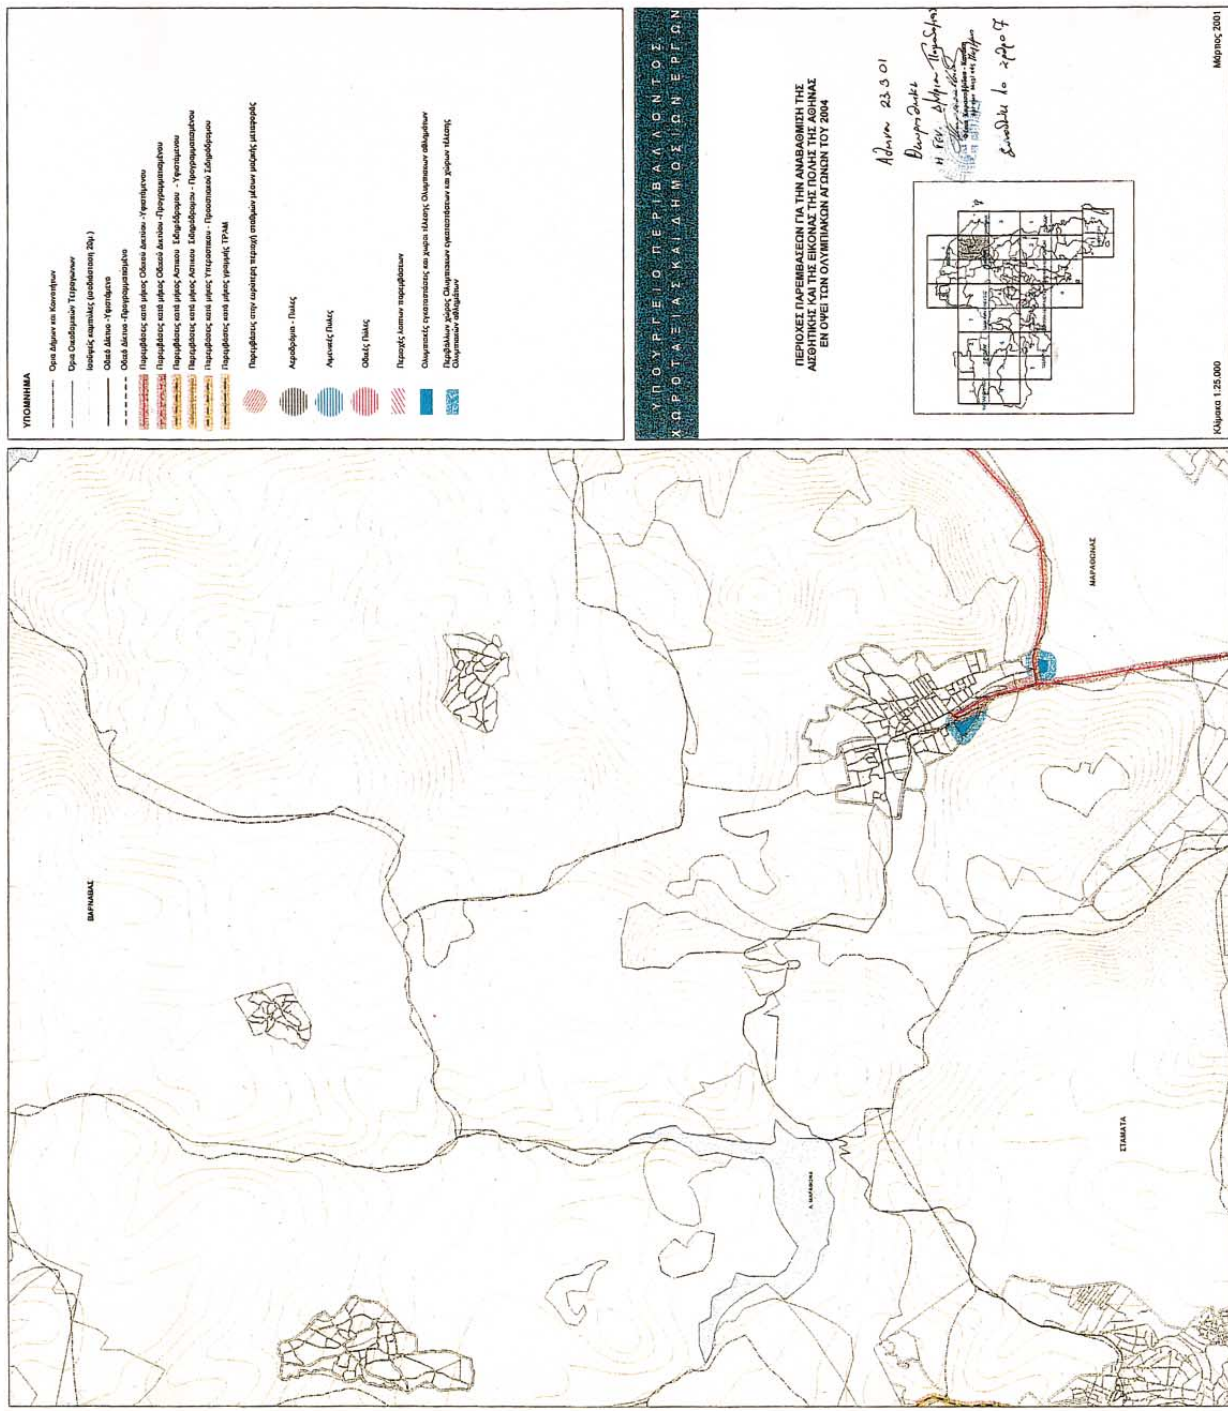 ΥΠΟΜΝΗΜΑ
Όρια Δήμων και Κοινοτήτων
Όρια Οικοδομικών Τετραγώνων
Ισοϋψείς καμπύλες (ισοδιάσταση 20μ.)
Οδικό Δίκτυο -Υφιστάμενο
Οδικό Δίκτυο -Προγραμματισμένο
Παρεμβάσεις κατά μήκος Οδικού Δικτύου -Υφιστάμενου
Παρεμβάσεις κατά μήκος Οδικού Δικτύου -Προγραμματισμένου
Παρεμβάσεις κατά μήκος Αστικού Σιδηρόδρομου - Υφιστάμενου
Παρεμβάσεις κατά μήκος Αστικού Σιδηρόδρομου - Προγραμματισμένου
Παρεμβάσεις κατά μήκος Υπεραστικού - Προαστιακού Σιδηρόδρομου
Παρεμβάσεις κατά μήκος γραμμής ΤΡΑΜ
Παρεμβάσεις στην ευρύτερη περιοχή σταθμών μέσων μαζικής μεταφοράς
Αεροδρόμια - Πύλες
Λιμενικές Πύλες
Οδικές Πύλες
Περιοχές λοιπών παρεμβάσεων
Ολυμπιακές εγκαταστάσεις και χώροι τέλεσης Ολυμπιακών αθλημάτων
Περιβάλλων χώρος Ολυμπιακών εγκαταστάσεων και χώρων τέλεσης
Ολυμπιακών αθλημάτων
ΥΠΟΥΡΓΕΙΟ ΠΕΡΙΒΑΛΛΟΝΤΟΣ
ΧΩΡΟΤΑΞΙΑΣ ΚΑΙ ΔΗΜΟΣΙΩΝ ΕΡΓΩΝ
ΠΕΡΙΟΧΕΣ ΠΑΡΕΜΒΑΣΕΩΝ ΓΙΑ ΤΗΝ ΑΝΑΒΑΘΜΙΣΗ ΤΗΣ
ΑΙΣΘΗΤΙΚΗΣ ΚΑΙ ΤΗΣ ΕΙΚΟΝΑΣ ΤΗΣ ΠΟΛΗΣ ΤΗΣ ΑΘΗΝΑΣ
ΕΝ ΟΨΕΙ ΤΩΝ ΟΛΥΜΠΙΑΚΩΝ ΑΓΩΝΩΝ ΤΟΥ 2004
Αθήνα 23 3 01
Θεωρήθηκε
Κλίμακα 1:25.000
Μάρτιος 2001
ΒΑΡΝΑΒΑΣ
ΜΑΡΑΘΩΝΑΣ
Λ. ΜΑΡΑΘΩΝΑ
ΣΤΑΜΑΤΑ